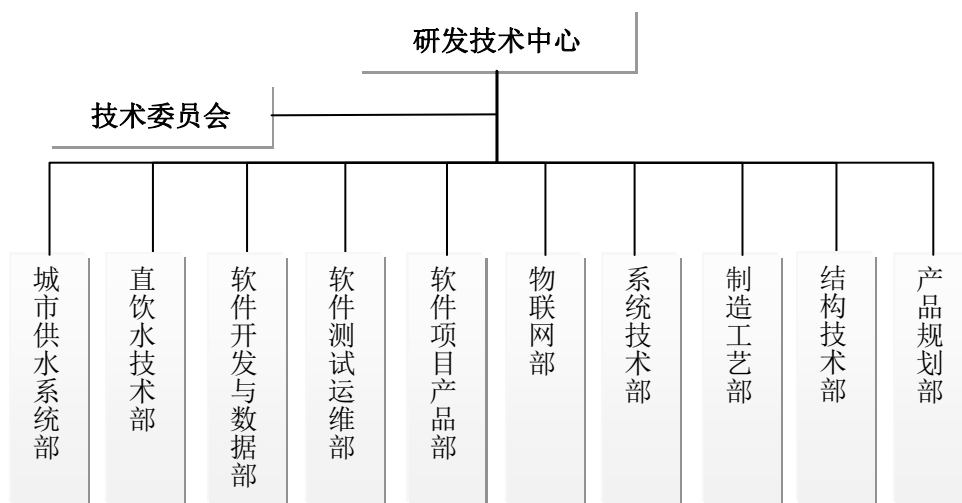 研发技术中心
技术委员会
城市供水系统部
直饮水技术部
软件开发与数据部
软件测试运维部
软件项目产品部
物联网部
系统技术部
制造工艺部
结构技术部
产品规划部